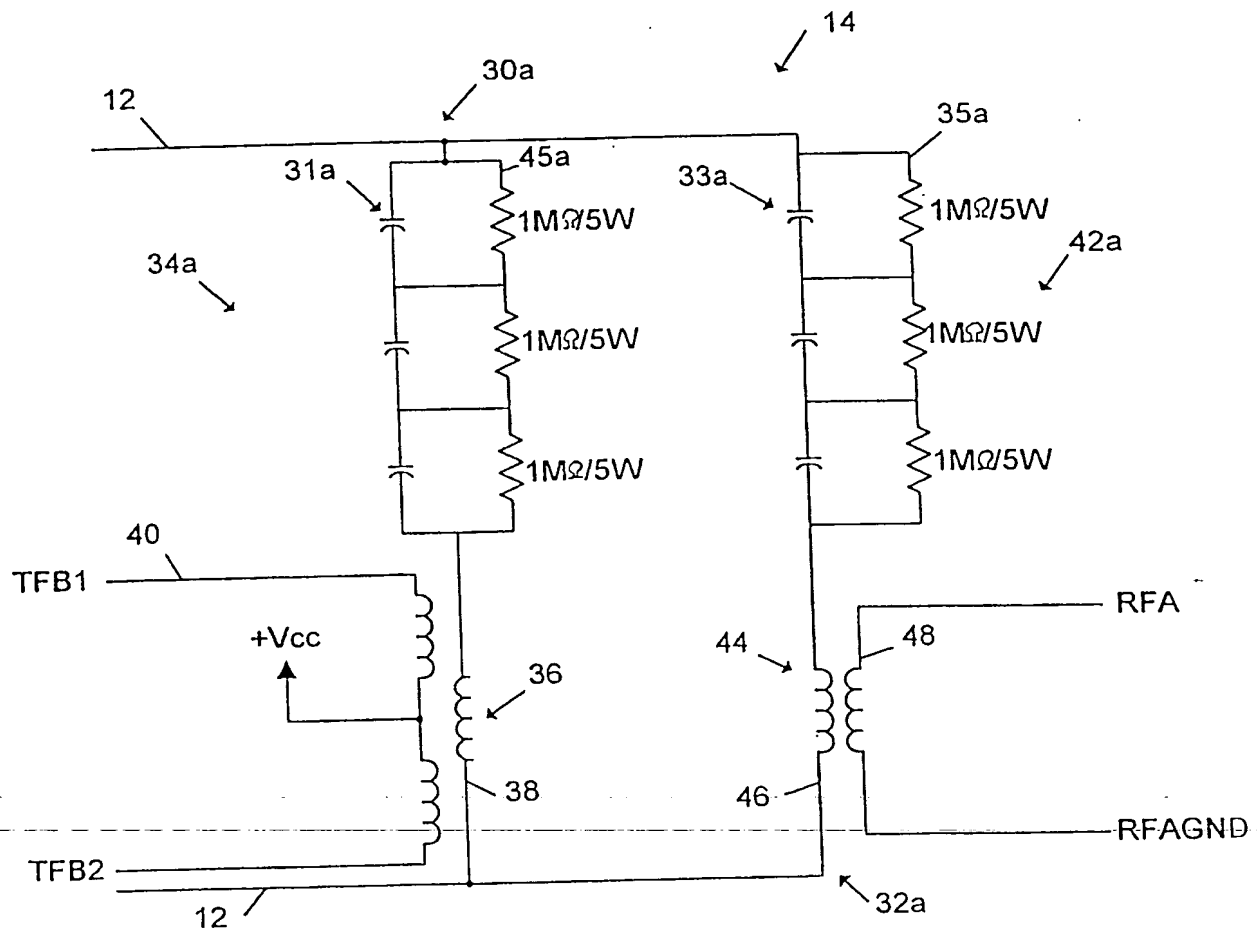 14
30a
12
35a
31a
45a
33a
1MΩ/5W
1MΩ/5W
34a
42a
1MΩ/5W
1MΩ/5W
1MΩ/5W
1MΩ/5W
40
TFB1
RFA
+Vcc
44
48
36
38
46
RFAGND
TFB2
12
32a